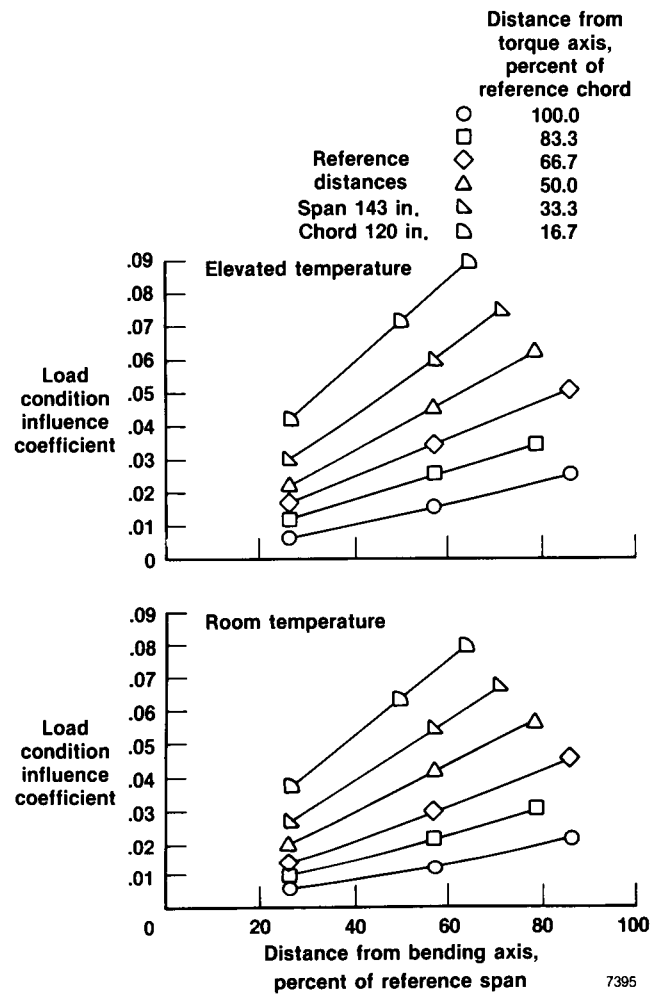 Distance from
torque axis,
percent of
reference chord
100.0
83.3
Reference 66.7
distances 50.0
Span 143 in. 33.3
Chord 120 in. 16.7
Elevated temperature
.09
.08
.07
.06
.05
.04
.03
.02
.01
0
Load
condition
influence
coefficient
Room temperature
.09
.08
.07
.06
.05
.04
.03
.02
.01
0
Load
condition
influence
coefficient
20 40 60 80 100
Distance from bending axis,
percent of reference span
7395